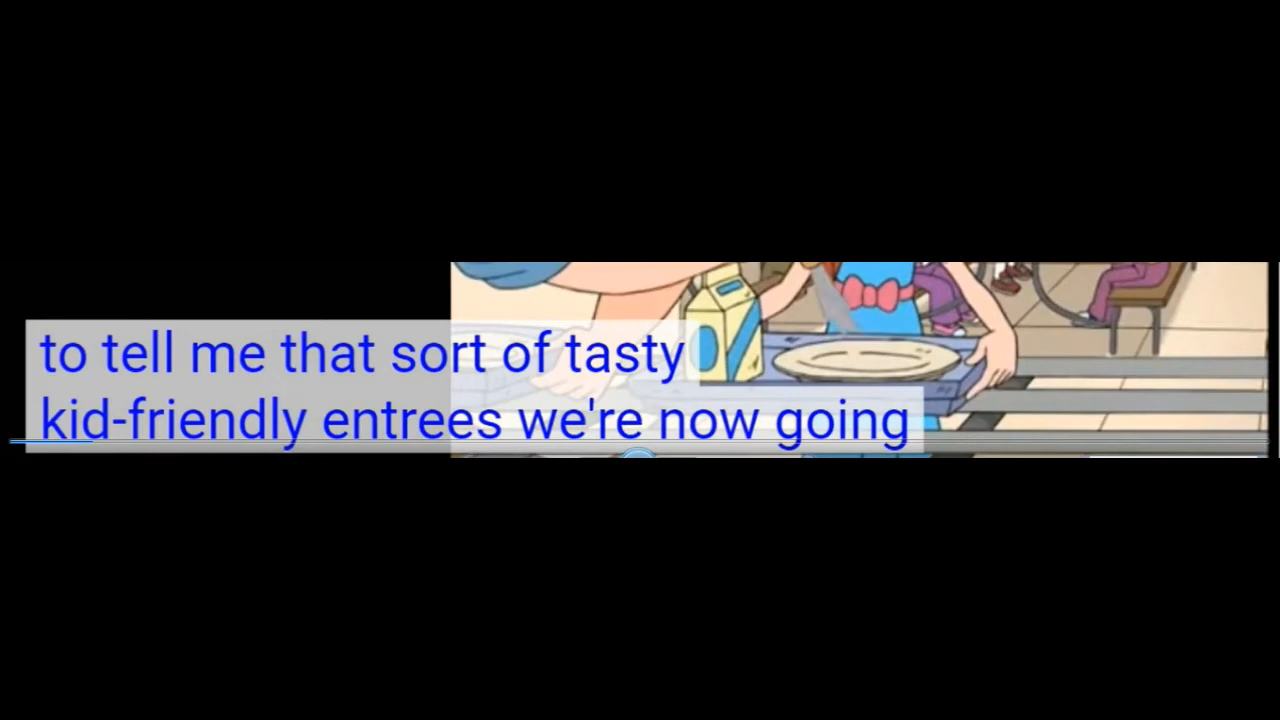 to tell me that sort of tasty
kid-friendly entrees we're now going